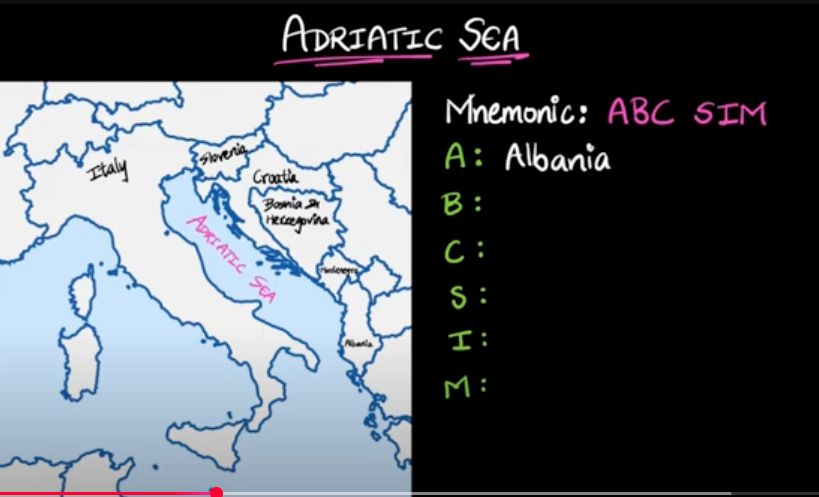 ADRIATIC SEA
Mnemonic: ABC SIM
A: Albania
B:
C:
S:
I:
M:
Italy
Slovenia
Croatia
Bosnia &
Herzegovina
ADRIATIC SEA
Montenegro
Albania